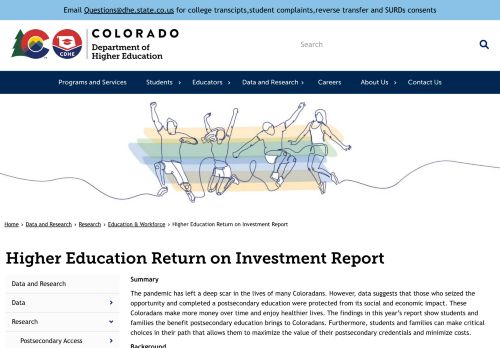 Email Questions@dhe.state.co.us for college transcipts,student complaints,reverse transfer and SURDs consents
COLORADO
Department of
Higher Education
CDHE
Search
Programs and Services Students Educators Data and Research Careers About Us Contact Us
Home › Data and Research › Research › Education & Workforce › Higher Education Return on Investment Report
Higher Education Return on Investment Report
Data and Research
Data
Research
Postsecondary Access
Summary
The pandemic has left a deep scar in the lives of many Coloradans. However, data suggests that those who seized the
opportunity and completed a postsecondary education were protected from its social and economic impact. These
Coloradans make more money over time and enjoy healthier lives. The findings in this year's report show students and
families the benefit postsecondary education brings to Coloradans. Furthermore, students and families can make critical
choices in their path that allows them to maximize the value of their postsecondary credentials and minimize costs.
Background